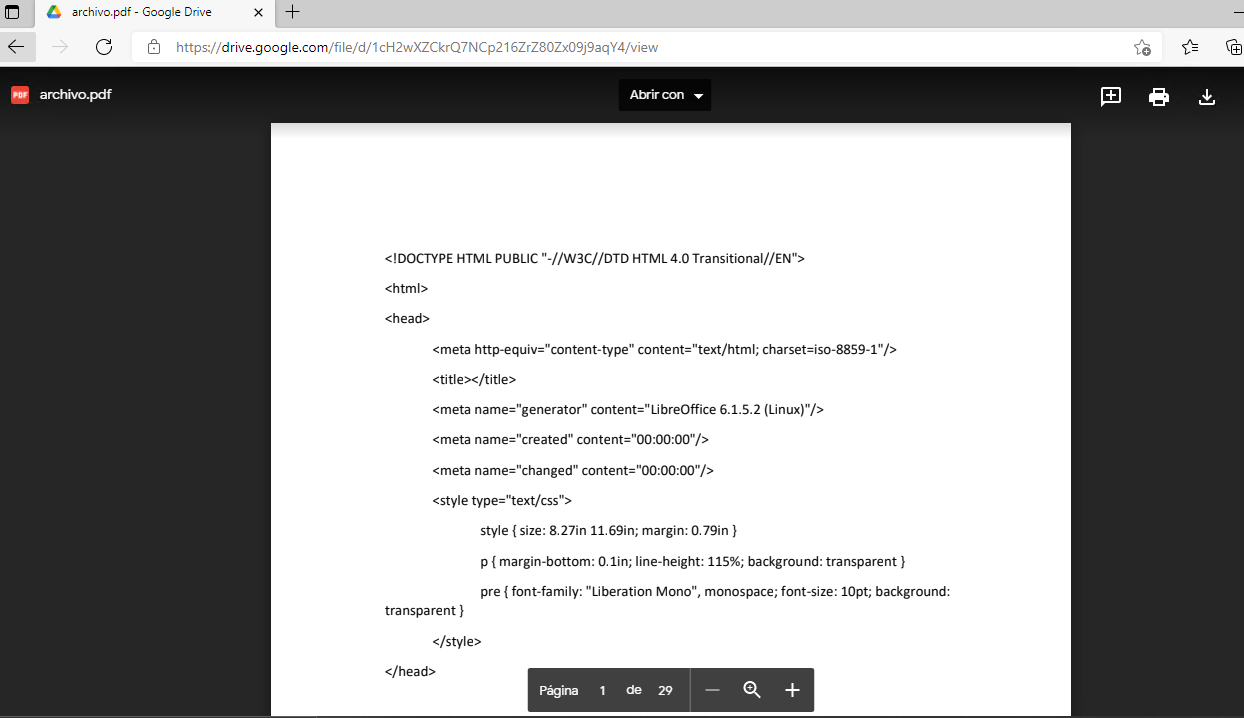 archivo.pdf - Google Drive
https://drive.google.com/file/d/1cH2wXZCkrQ7NCp216ZrZ80Zx09j9aqY4/view
PDF archivo.pdf
Abrir con
<!DOCTYPE HTML PUBLIC "-//W3C//DTD HTML 4.0 Transitional//EN">
<html>
<head>
<meta http-equiv="content-type" content="text/html; charset=iso-8859-1"/>
<title></title>
<meta name="generator" content="LibreOffice 6.1.5.2 (Linux)"/>
<meta name="created" content="00:00:00"/>
<meta name="changed" content="00:00:00"/>
<style type="text/css">
style { size: 8.27in 11.69in; margin: 0.79in }
p { margin-bottom: 0.1in; line-height: 115%; background: transparent }
pre { font-family: "Liberation Mono", monospace; font-size: 10pt; background:
transparent }
</style>
</head>
Página 1 de 29